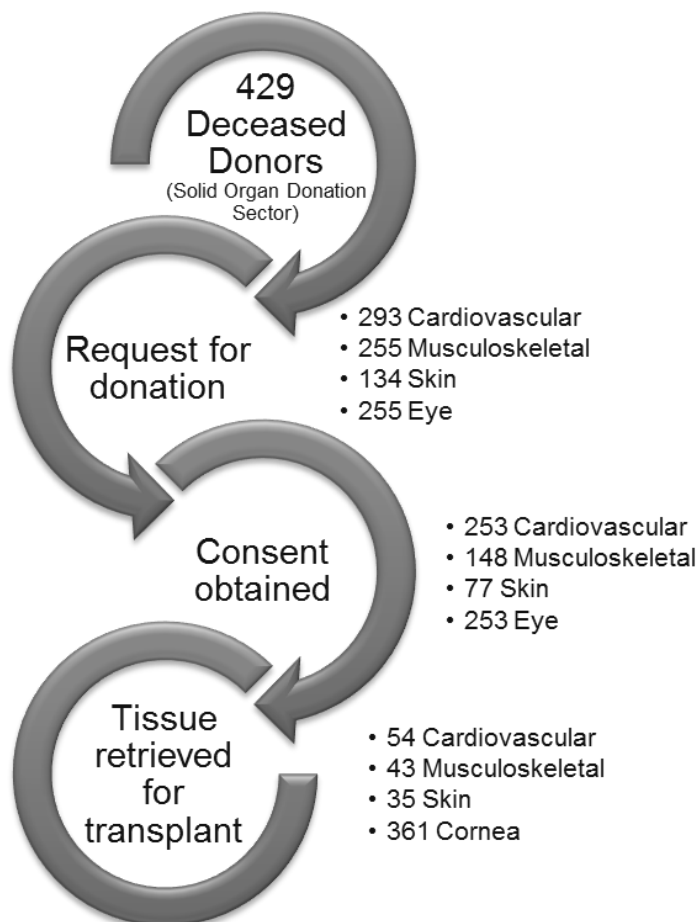 429
Deceased
Donors
(Solid Organ Donation
Sector)
Request for
donation
• 293 Cardiovascular
• 255 Musculoskeletal
• 134 Skin
• 255 Eye
Consent
obtained
• 253 Cardiovascular
• 148 Musculoskeletal
• 77 Skin
• 253 Eye
Tissue
retrieved
for
transplant
• 54 Cardiovascular
• 43 Musculoskeletal
• 35 Skin
• 361 Cornea